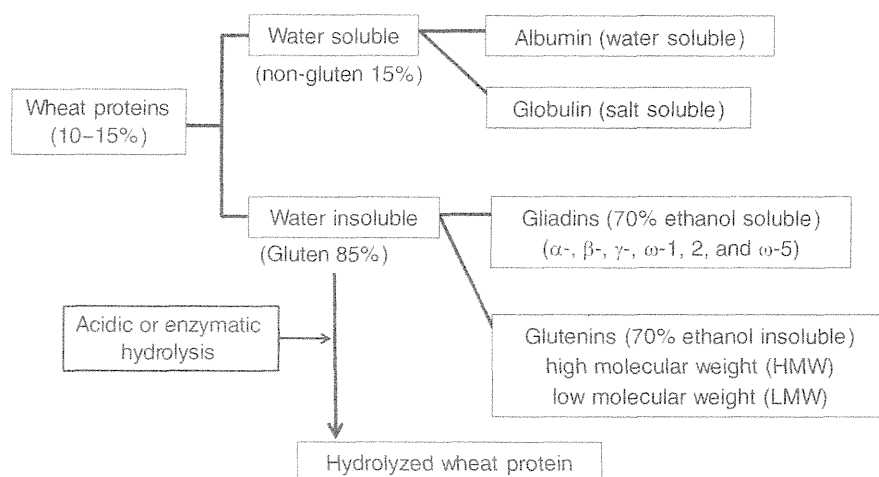 Water soluble
(non-gluten 15%)
Albumin (water soluble)
Globulin (salt soluble)
Wheat proteins
(10–15%)
Water insoluble
(Gluten 85%)
Gliadins (70% ethanol soluble)
(α-, β-, γ-, ω-1, 2, and ω-5)
Acidic or enzymatic
hydrolysis
Glutenins (70% ethanol insoluble)
high molecular weight (HMW)
low molecular weight (LMW)
Hydrolyzed wheat protein